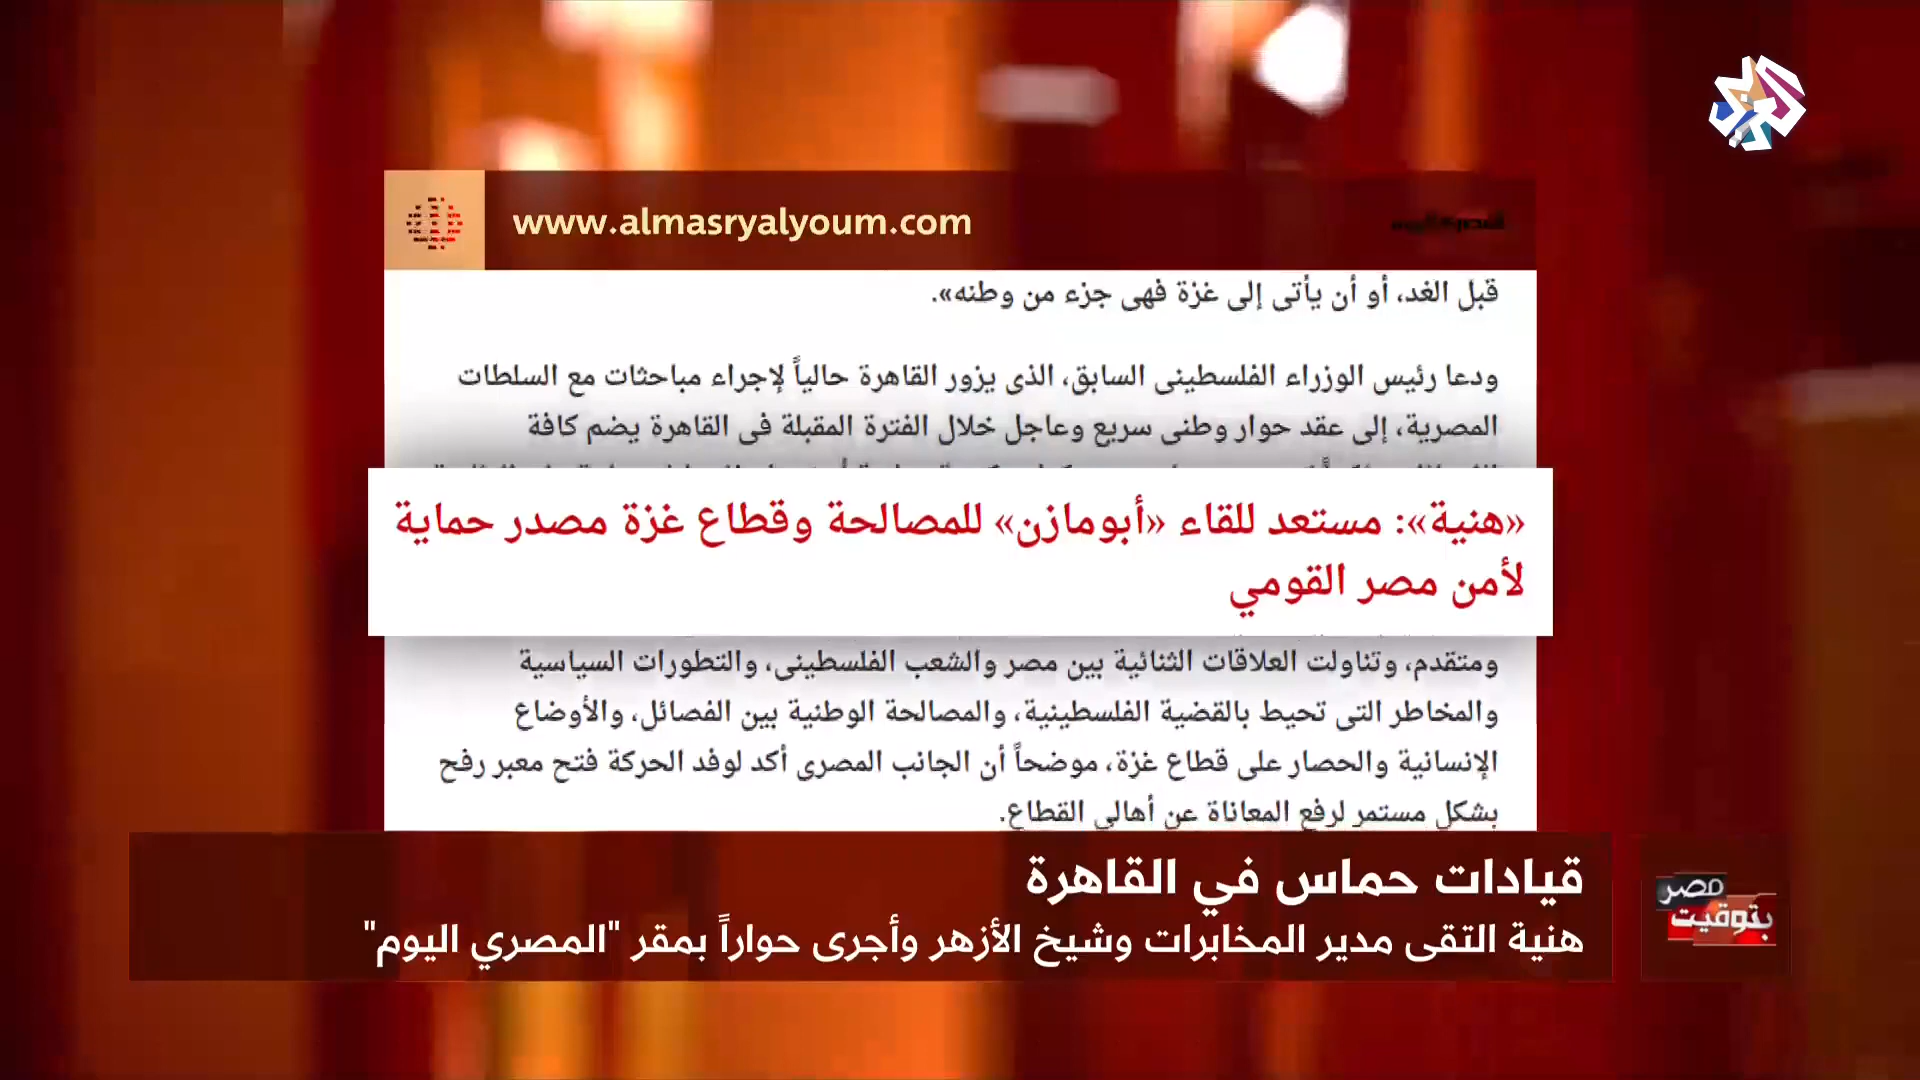 www.almasryalyoum.com
قبل الغد، أو أن يأتى إلى غزة فهى جزء من وطنه».
ودعا رئيس الوزراء الفلسطينى السابق، الذى يزور القاهرة حالياً لإجراء مباحثات مع السلطات
المصرية، إلى عقد حوار وطنى سريع وعاجل خلال الفترة المقبلة فى القاهرة يضم كافة
«هنية»: مستعد للقاء «أبومازن» للمصالحة وقطاع غزة مصدر حماية
لأمن مصر القومي
ومتقدم، وتناولت العلاقات الثنائية بين مصر والشعب الفلسطينى، والتطورات السياسية
والمخاطر التى تحيط بالقضية الفلسطينية، والمصالحة الوطنية بين الفصائل، والأوضاع
الإنسانية والحصار على قطاع غزة، موضحاً أن الجانب المصرى أكد لوفد الحركة فتح معبر رفح
بشكل مستمر لرفع المعاناة عن أهالى القطاع.
قيادات حماس في القاهرة
هنية التقى مدير المخابرات وشيخ الأزهر وأجرى حواراً بمقر "المصري اليوم"
مصر
بتوقيت